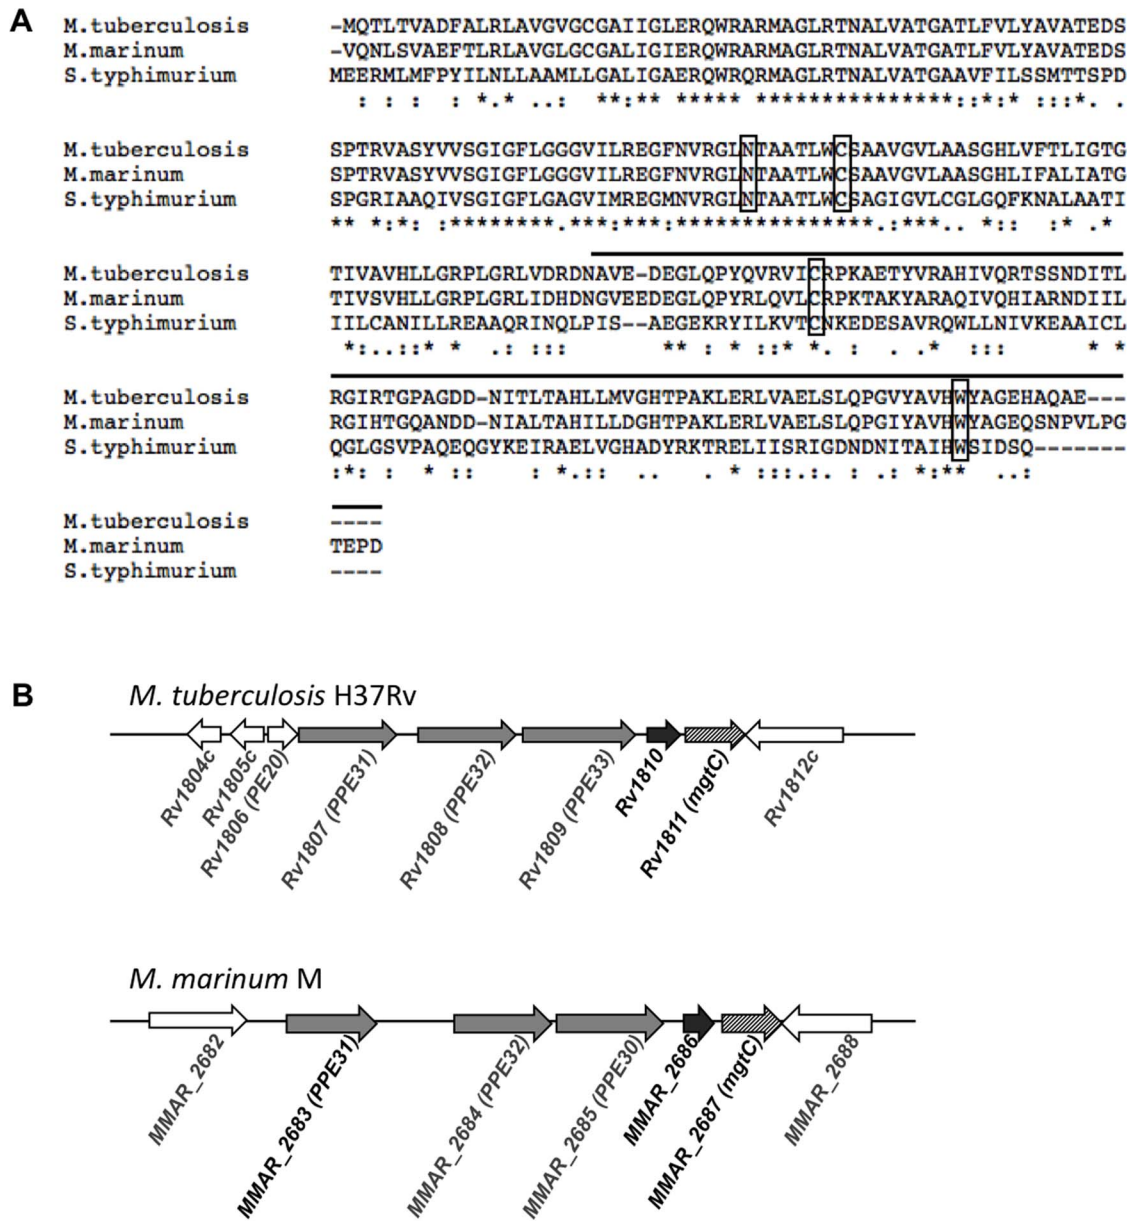 A
M.tuberculosis -MQTLTVADFALRLAVGVGCGAIIGLERQWRARMAGLRTNALVATGATLFVLYAVATEDS
M.marinum -VQNLSVAEFTLRLAVGLGCGAIIGIERQWRARMAGLRTNALVATGATLFVLYAVATEDS
S.typhimurium MEERMLMFPYILNLLAAMLLGALIGAERQWRQRMAGLRTNALVATGAAVFILSSMTTSPD
: : : : *.* ..: **:** ***** ***************::*:* :::*. .
M.tuberculosis SPTRVASYVVSGIGFLGGGVILREGFNVRGLNTAATLWCSAAVGVLAASGHLVFTLIGTG
M.marinum SPTRVASYVVSGIGFLGGGVILREGFNVRGLNTAATLWCSAAVGVLAASGHLIFALIATG
S.typhimurium SPGRIAAQIVSGIGFLGAGVIMREGMNVRGLNTAATLWCSAGIGVLCGLGQFKNALAATI
** *:*: :********.***:***:***************.:***.. *:: :* .*
M.tuberculosis TIVAVHLLGRPLGRLVDRDNAVE-DEGLQPYQVRVICRPKAETYVRAHIVQRTSSNDITL
M.marinum TIVSVHLLGRPLGRLIDHDNGVEEDEGLQPYRLQVLCRPKTAKYARAQIVQHIARNDIIL
S.typhimurium IILCANILLREAAQRINQLPIS--AEGEKRYILKVTCNKEDESAVRQWLLNIVKEAAICL
*:..::* * .: ::: ** : * ::* *. : . .* ::: * *
M.tuberculosis RGIRTGPAGDD-NITLTAHLLMVGHTPAKLERLVAELSLQPGVYAVHWYAGEHAQAE---
M.marinum RGIHTGQANDD-NIALTAHILLDGHTPAKLERLVAELSLQPGIYAVHWYAGEQSNPVLPG
S.typhimurium QGLGSVPAQEQGYKEIRAELVGHADYRKTRELIISRIGDNDNITAIHWSIDSQ-------
:*: : * :: : *.:: .. . * :::.:. : .: *:** ..:
M.tuberculosis ----
M.marinum TEPD
S.typhimurium ----
B
M. tuberculosis H37Rv
Rv1804c
Rv1805c
Rv1806 (PE20)
Rv1807 (PPE31)
Rv1808 (PPE32)
Rv1809 (PPE33)
Rv1810
Rv1811 (mgtC)
Rv1812c
M. marinum M
MMAR_2682
MMAR_2683 (PPE31)
MMAR_2684 (PPE32)
MMAR_2685 (PPE30)
MMAR_2686
MMAR_2687 (mgtC)
MMAR_2688